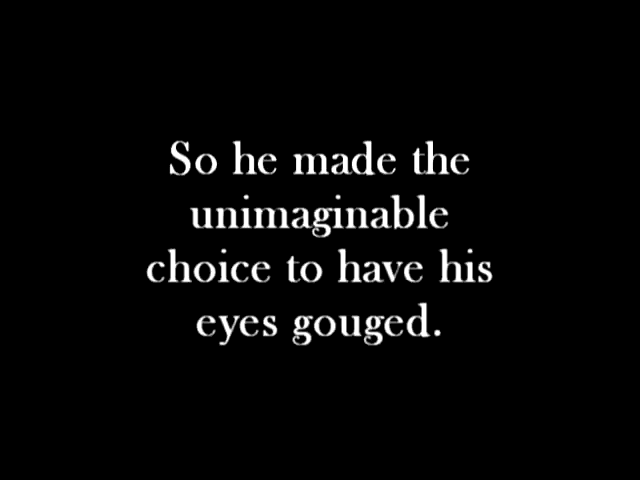 So he made the
unimaginable
choice to have his
eyes gouged.